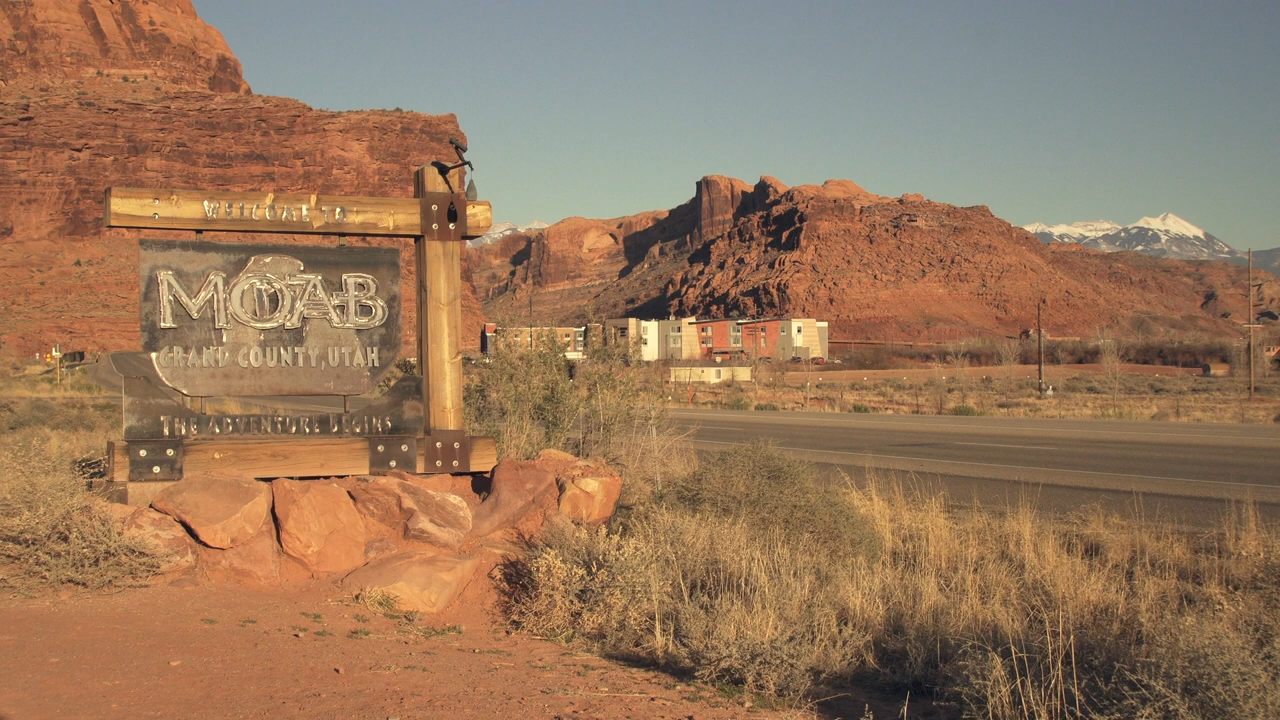 WELCOME TO
MOAB
GRAND COUNTY, UTAH
THE ADVENTURE BEGINS